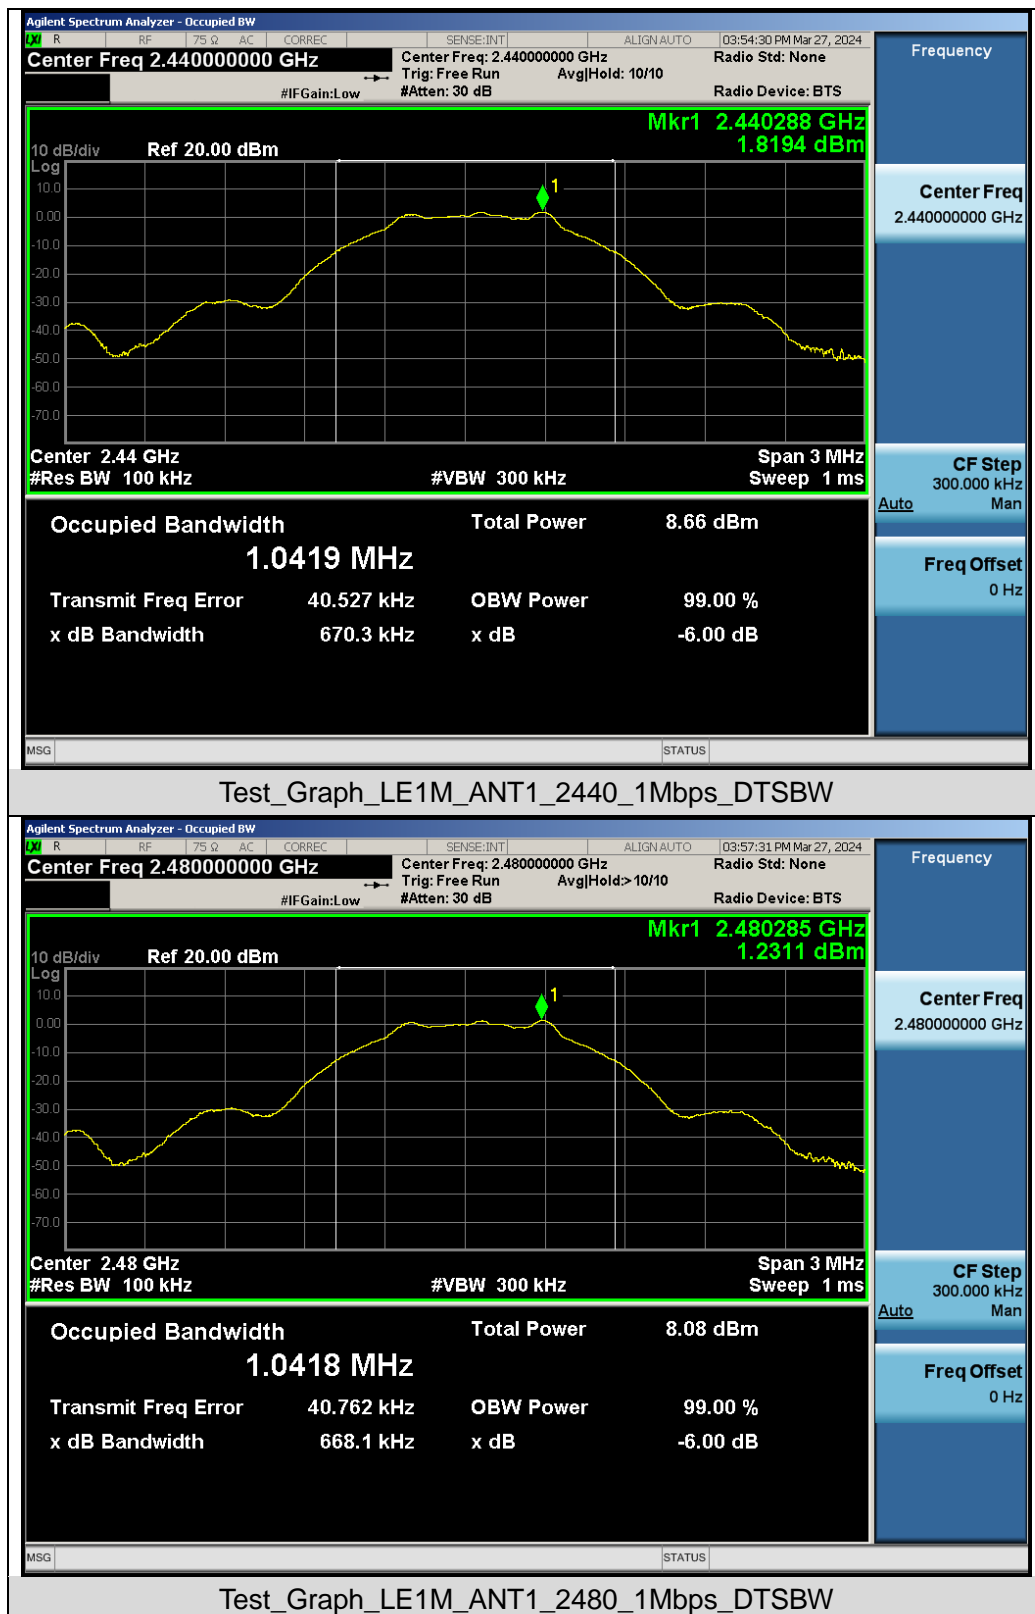 Agilent Spectrum Analyzer - Occupied BW
LXI R RF 75 Ω AC CORREC SENSE:INT ALIGN AUTO 03:54:30 PM Mar 27, 2024
Center Freq 2.440000000 GHz
Center Freq: 2.440000000 GHz
Radio Std: None
Trig: Free Run Avg|Hold: 10/10
#IFGain:Low #Atten: 30 dB Radio Device: BTS
Frequency
Mkr1 2.440288 GHz
1.8194 dBm
10 dB/div Ref 20.00 dBm
Log
10.0
0.00
-10.0
-20.0
-30.0
-40.0
-50.0
-60.0
-70.0
1
Center Freq
2.440000000 GHz
Center 2.44 GHz Span 3 MHz
#Res BW 100 kHz #VBW 300 kHz Sweep 1 ms
CF Step
300.000 kHz
Auto Man
Occupied Bandwidth Total Power 8.66 dBm
1.0419 MHz
Transmit Freq Error 40.527 kHz OBW Power 99.00 %
x dB Bandwidth 670.3 kHz x dB -6.00 dB
Freq Offset
0 Hz
MSG STATUS
Test_Graph_LE1M_ANT1_2440_1Mbps_DTSBW
Agilent Spectrum Analyzer - Occupied BW
LXI R RF 75 Ω AC CORREC SENSE:INT ALIGN AUTO 03:57:31 PM Mar 27, 2024
Center Freq 2.480000000 GHz
Center Freq: 2.480000000 GHz
Radio Std: None
Trig: Free Run Avg|Hold:>10/10
#IFGain:Low #Atten: 30 dB Radio Device: BTS
Frequency
Mkr1 2.480285 GHz
1.2311 dBm
10 dB/div Ref 20.00 dBm
Log
10.0
0.00
-10.0
-20.0
-30.0
-40.0
-50.0
-60.0
-70.0
1
Center Freq
2.480000000 GHz
Center 2.48 GHz Span 3 MHz
#Res BW 100 kHz #VBW 300 kHz Sweep 1 ms
CF Step
300.000 kHz
Auto Man
Occupied Bandwidth Total Power 8.08 dBm
1.0418 MHz
Transmit Freq Error 40.762 kHz OBW Power 99.00 %
x dB Bandwidth 668.1 kHz x dB -6.00 dB
Freq Offset
0 Hz
MSG STATUS
Test_Graph_LE1M_ANT1_2480_1Mbps_DTSBW